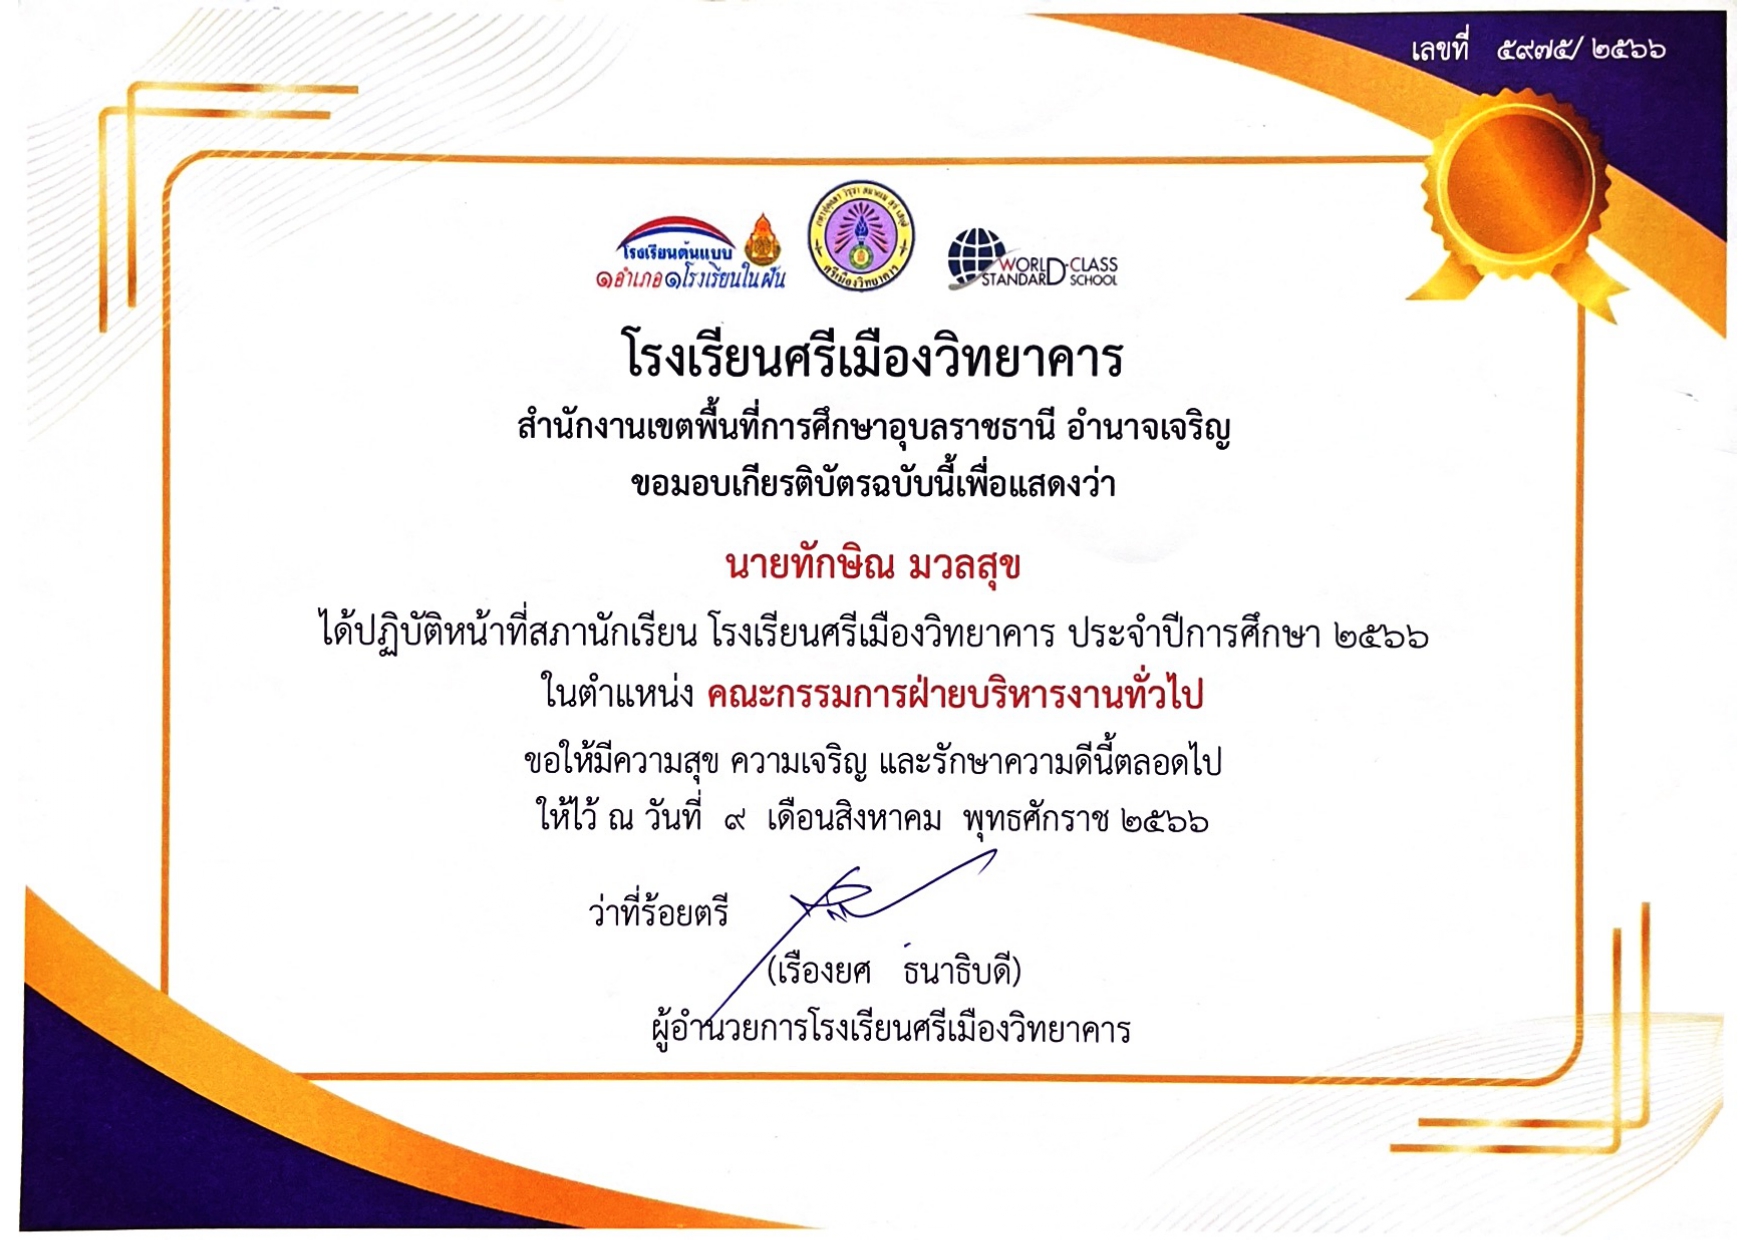 เลขที่ ๕๙๗๕/ ๒๕๖๖
โรงเรียนต้นแบบ
๑อำเภอ๑โรงเรียนในฝัน
ศรีเมืองวิทยาคาร
WORLD-CLASS
STANDARD SCHOOL
โรงเรียนศรีเมืองวิทยาคาร
สำนักงานเขตพื้นที่การศึกษาอุบลราชธานี อำนาจเจริญ
ขอมอบเกียรติบัตรฉบับนี้เพื่อแสดงว่า
นายทักษิณ มวลสุข
ได้ปฏิบัติหน้าที่สภานักเรียน โรงเรียนศรีเมืองวิทยาคาร ประจำปีการศึกษา ๒๕๖๖
ในตำแหน่ง คณะกรรมการฝ่ายบริหารงานทั่วไป
ขอให้มีความสุข ความเจริญ และรักษาความดีนี้ตลอดไป
ให้ไว้ ณ วันที่ ๙ เดือนสิงหาคม พุทธศักราช ๒๕๖๖
ว่าที่ร้อยตรี
(เรืองยศ ธนาธิบดี)
ผู้อำนวยการโรงเรียนศรีเมืองวิทยาคาร